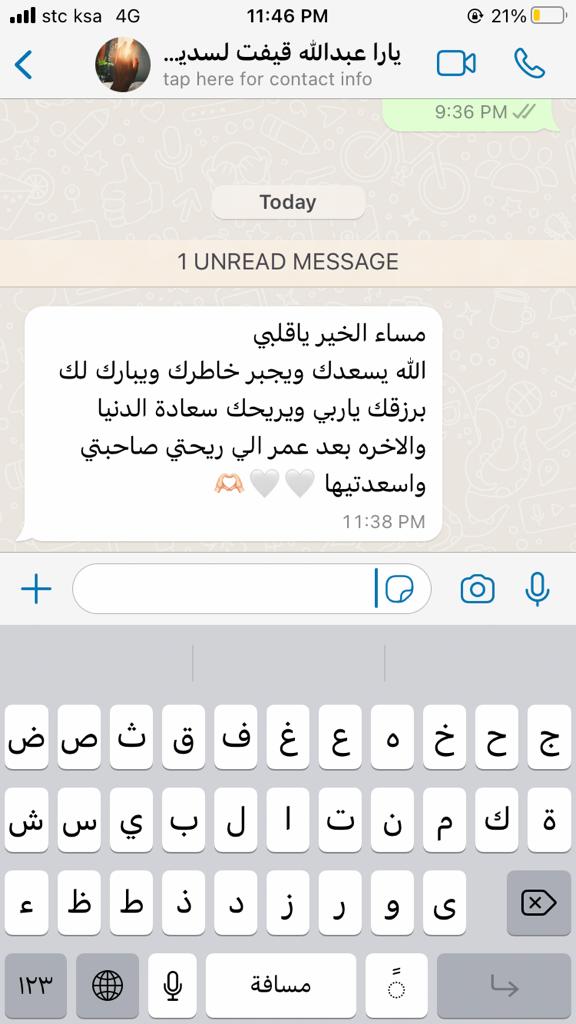 stc ksa 4G 11:46 PM 21%
يارا عبدالله قيفت لسديـ...
tap here for contact info
9:36 PM
Today
1 UNREAD MESSAGE
مساء الخير ياقلبي
الله يسعدك ويجبر خاطرك ويبارك لك
برزقك ياربي ويريحك سعادة الدنيا
والاخره بعد عمر الي ريحتي صاحبتي
واسعدتيها 🤍🤍🫶🏻
11:38 PM
ض ص ث ق ف غ ع ه خ ح ج
ش س ي ب ل ا ت ن م ك ة
ء ظ ط ذ د ز ر و ى
١٢٣ مسافة